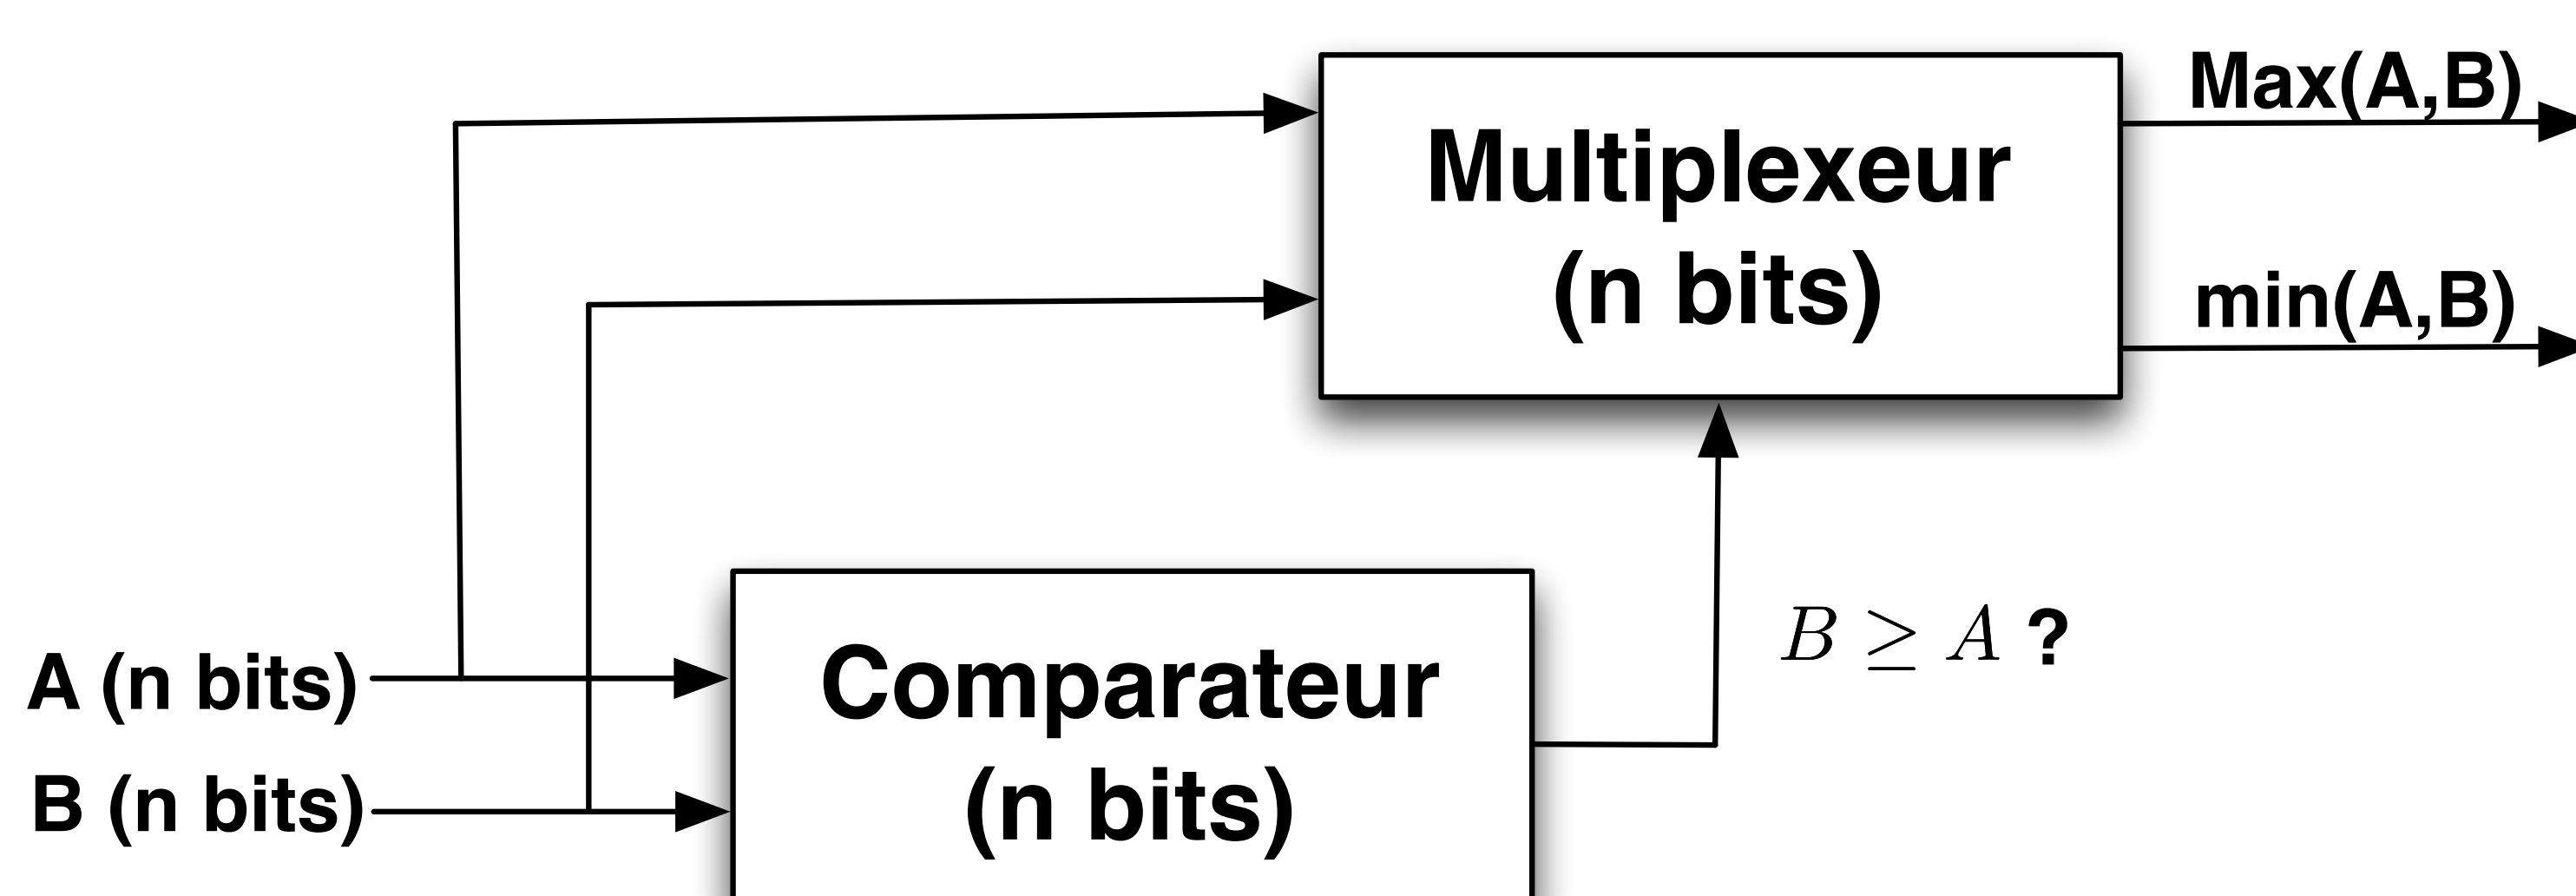 Max(A,B)
Multiplexeur
(n bits)
min(A,B)
B ≥ A ?
A (n bits)
Comparateur
B (n bits)
(n bits)